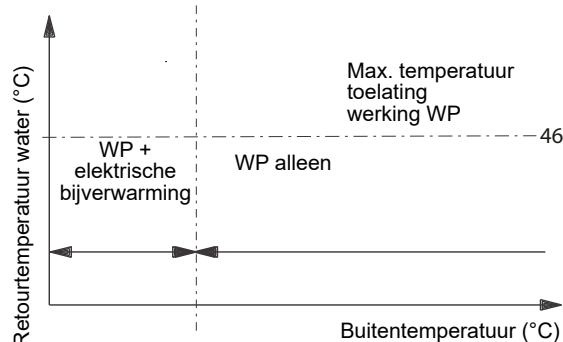 Retourtemperatuur water (°C)
Max. temperatuur
toelating
werking WP
46
WP +
elektrische
bijverwarming
WP alleen
Buitentemperatuur (°C)